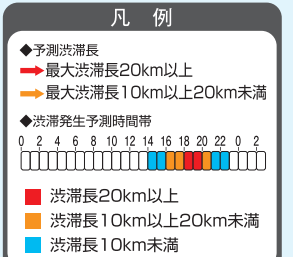 凡 例
◆予測渋滞長
最大渋滞長20km以上
最大渋滞長10km以上20km未満
◆渋滞発生予測時間帯
0 2 4 6 8 10 12 14 16 18 20 22 0 2
渋滞長20km以上
渋滞長10km以上20km未満
渋滞長10km未満